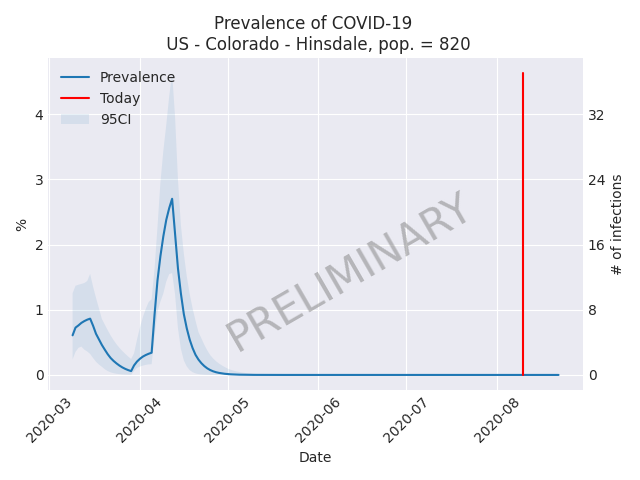 Prevalence of COVID-19
US - Colorado - Hinsdale, pop. = 820
Prevalence
Today
95CI
%
4
3
2
1
0
32
24
16
8
0
# of infections
PRELIMINARY
2020-03
2020-04
2020-05
2020-06
2020-07
2020-08
Date